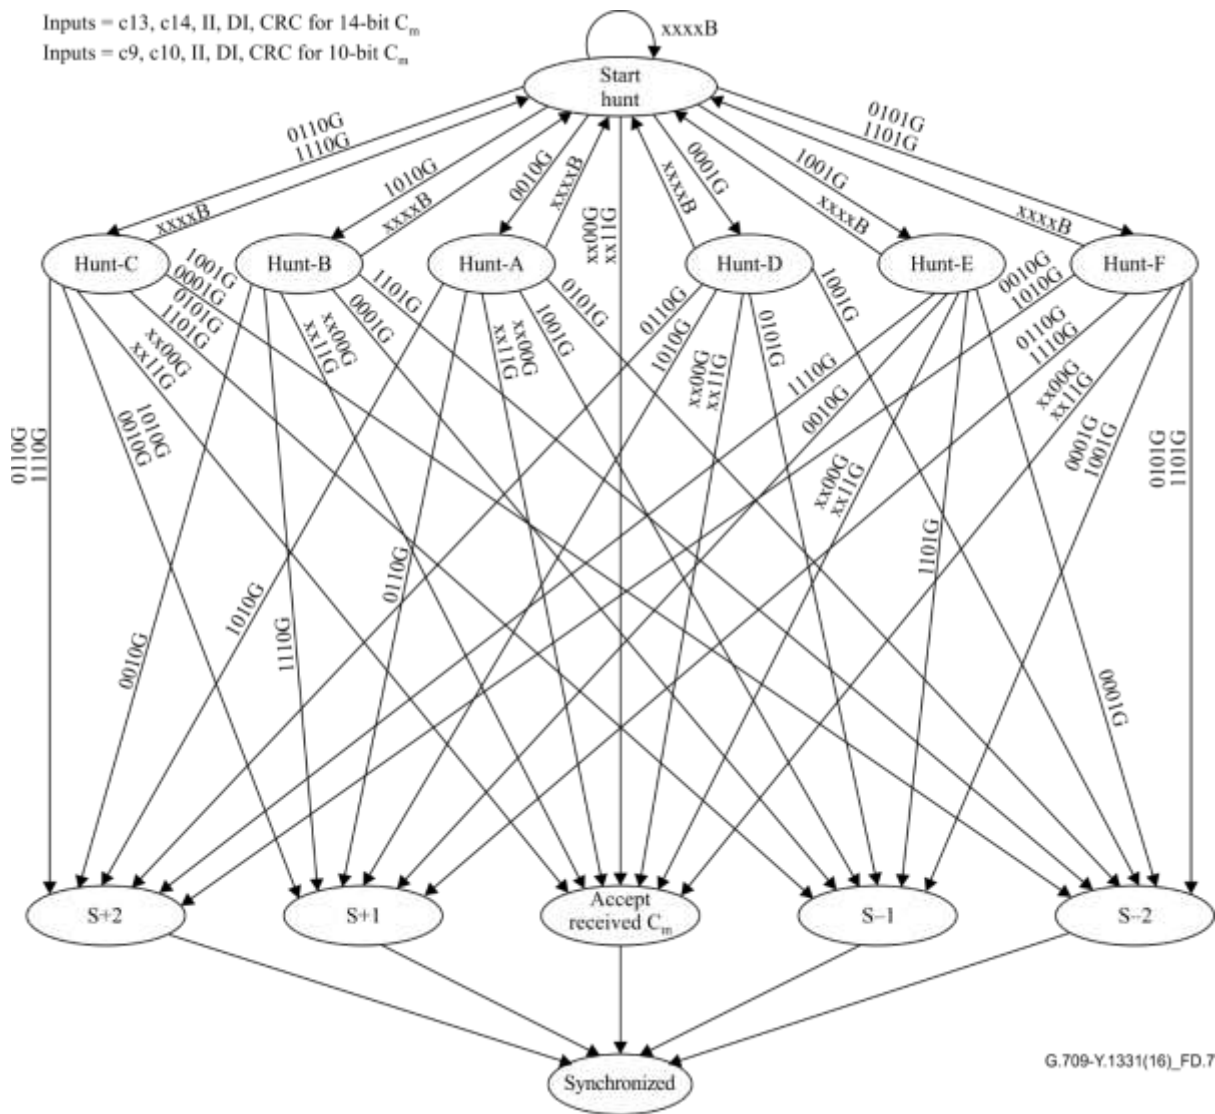 Inputs = c13, c14, II, DI, CRC for 14-bit Cm
Inputs = c9, c10, II, DI, CRC for 10-bit Cm
xxxxB
Start
hunt
0110G
1110G
xxxxB
1010G
xxxxB
0010G
xxxxB
xx00G
xx11G
0001G
xxxxB
1001G
xxxxB
0101G
1101G
xxxxB
Hunt-C
Hunt-B
Hunt-A
Hunt-D
Hunt-E
Hunt-F
0110G
1110G
1010G
0010G
xx00G
xx11G
0101G
1101G
1001G
0001G
0010G
1110G
xx00G
xx11G
0001G
1101G
1010G
0110G
xx00G
xx11G
1001G
0101G
0110G
1010G
xx00G
xx11G
0101G
1001G
1110G
0010G
xx00G
xx11G
1101G
0001G
0010G
1010G
0110G
1110G
xx00G
xx11G
0001G
1001G
0101G
1101G
S+2
S+1
Accept
received Cm
S–1
S–2
Synchronized
G.709-Y.1331(16)_FD.7